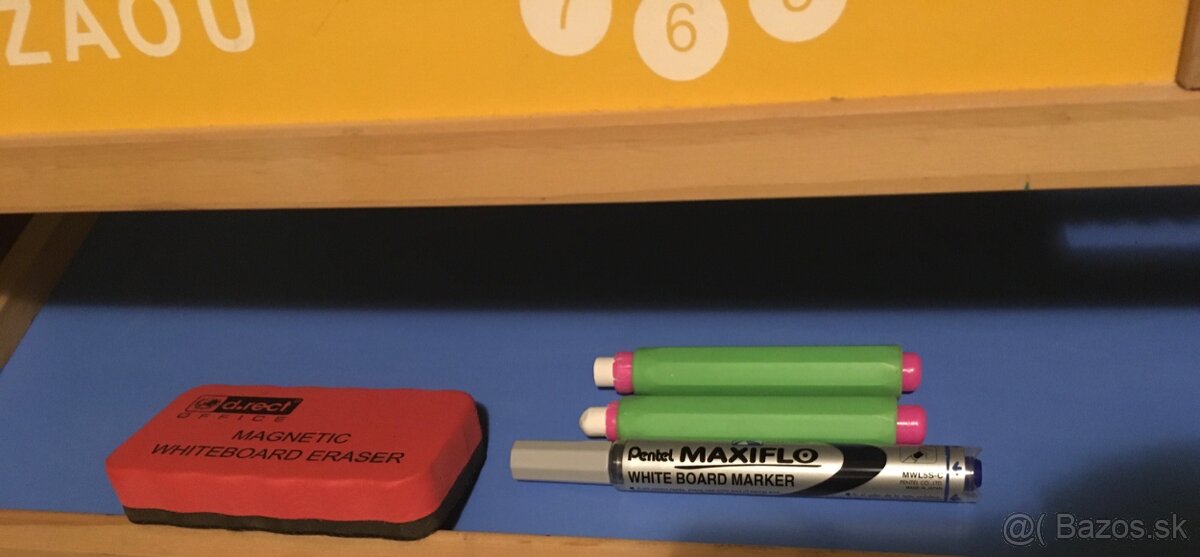 ZAOU
7
6
d.rect
OFFICE
MAGNETIC
WHITEBOARD ERASER
Pentel MAXIFLO
WHITE BOARD MARKER
MWL5S-C
PENTEL CO., LTD.
MADE IN JAPAN
@( Bazos.sk